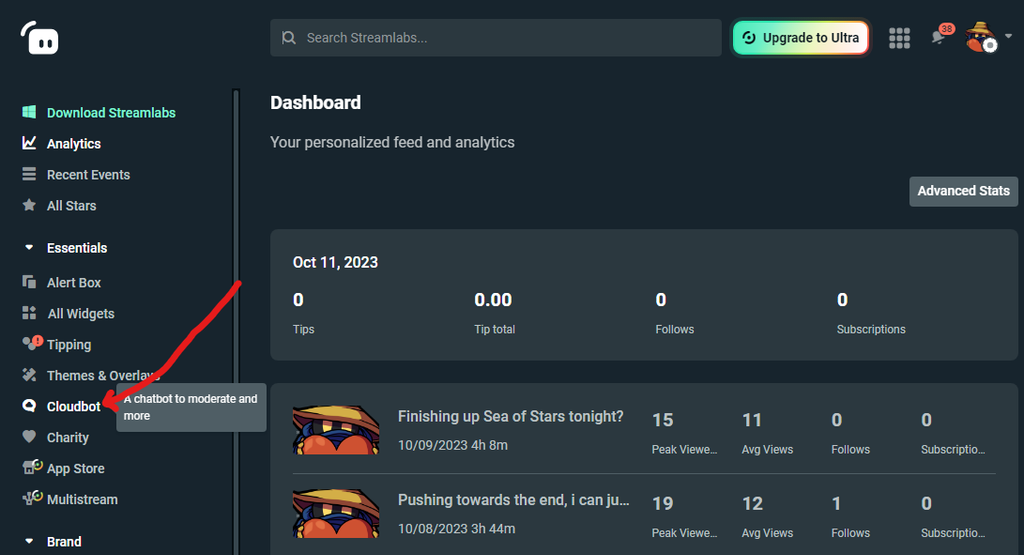 Search Streamlabs...
Upgrade to Ultra
38
Download Streamlabs
Analytics
Recent Events
All Stars
Essentials
Alert Box
All Widgets
Tipping
Themes & Overlays
Cloudbot
A chatbot to moderate and
more
Charity
App Store
Multistream
Brand
Dashboard
Your personalized feed and analytics
Advanced Stats
Oct 11, 2023
0 0.00 0 0
Tips Tip total Follows Subscriptions
Finishing up Sea of Stars tonight? 15 11 0 0
10/09/2023 4h 8m Peak Viewe... Avg Views Follows Subscriptio...
Pushing towards the end, i can ju... 19 12 1 0
10/08/2023 3h 44m Peak Viewe... Avg Views Follows Subscriptio...